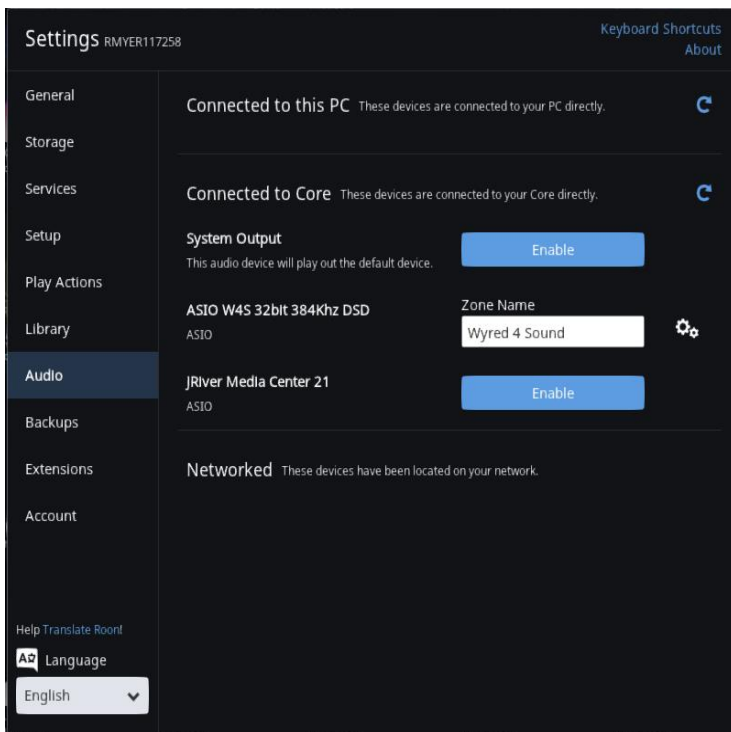 Settings RMYER117258
Keyboard Shortcuts
About
General
Storage
Services
Setup
Play Actions
Library
Audio
Backups
Extensions
Account
Help Translate Roon!
Language
English
Connected to this PC These devices are connected to your PC directly.
Connected to Core These devices are connected to your Core directly.
System Output
This audio device will play out the default device.
Enable
ASIO W4S 32bit 384Khz DSD
ASIO
Zone Name
Wyred 4 Sound
JRiver Media Center 21
ASIO
Enable
Networked These devices have been located on your network.